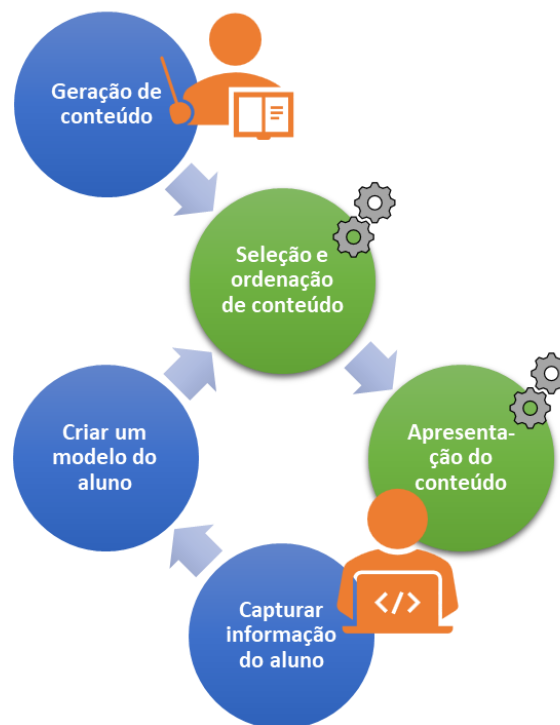 Geração de
conteúdo
Seleção e
ordenação
de conteúdo
Apresenta-
ção do
conteúdo
Criar um
modelo do
aluno
Capturar
informação
do aluno
</>